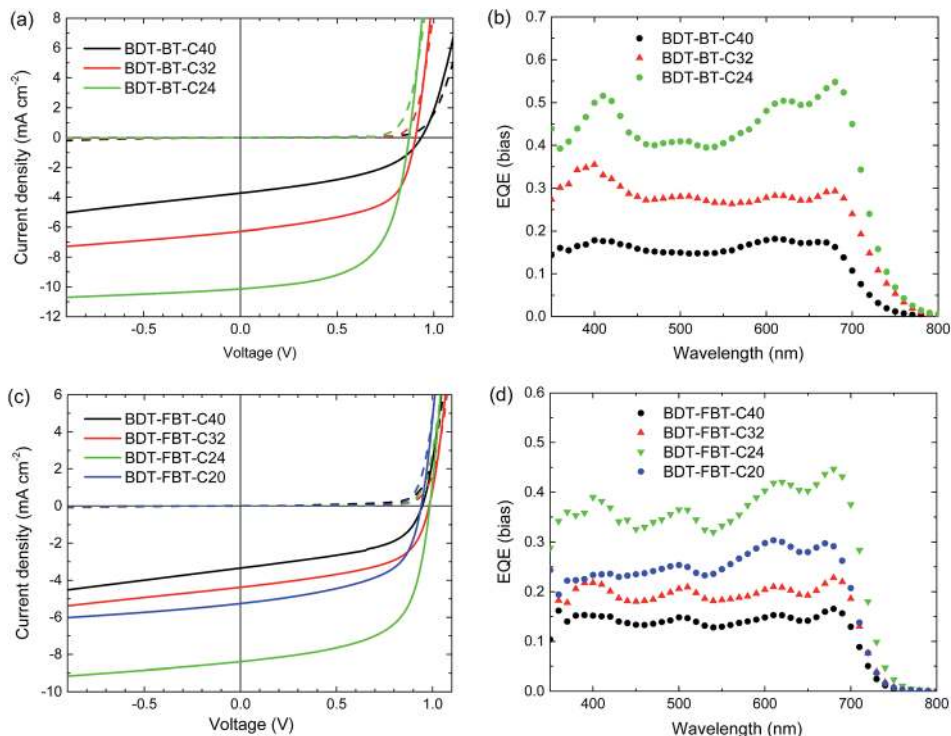 (a)
8
6
4
2
0
-2
-4
-6
-8
-10
-12
Current density (mA cm⁻²)
BDT-BT-C40
BDT-BT-C32
BDT-BT-C24
-0.5
0.0
0.5
1.0
Voltage (V)
(b)
0.7
0.6
0.5
0.4
0.3
0.2
0.1
0.0
EQE (bias)
BDT-BT-C40
BDT-BT-C32
BDT-BT-C24
400
500
600
700
800
Wavelength (nm)
(c)
6
4
2
0
-2
-4
-6
-8
-10
Current density (mA cm⁻²)
BDT-FBT-C40
BDT-FBT-C32
BDT-FBT-C24
BDT-FBT-C20
-0.5
0.0
0.5
1.0
Voltage (V)
(d)
0.6
0.5
0.4
0.3
0.2
0.1
0.0
EQE (bias)
BDT-FBT-C40
BDT-FBT-C32
BDT-FBT-C24
BDT-FBT-C20
400
500
600
700
800
Wavelength (nm)